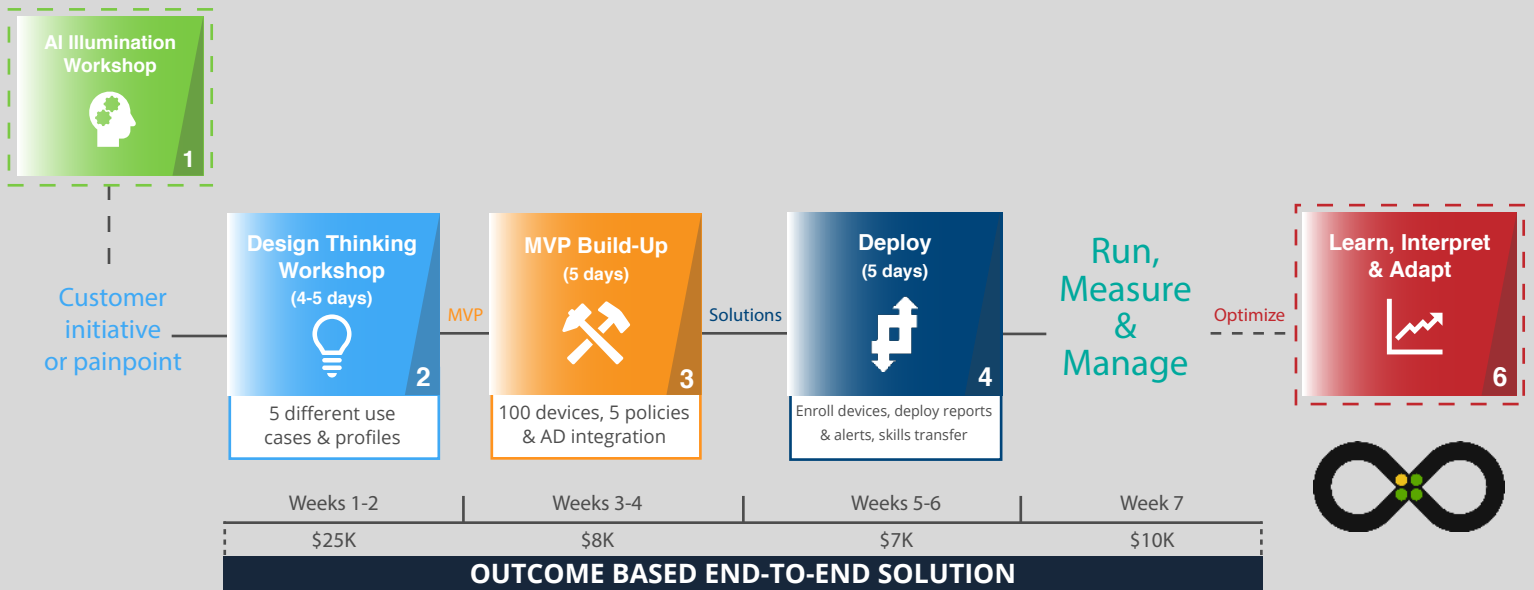 AI Illumination
Workshop
1
Customer
initiative
or painpoint
Design Thinking
Workshop
(4-5 days)
2
5 different use
cases & profiles
MVP
MVP Build-Up
(5 days)
3
100 devices, 5 policies
& AD integration
Solutions
Deploy
(5 days)
4
Enroll devices, deploy reports
& alerts, skills transfer
Run,
Measure
&
Manage
Optimize
Learn, Interpret
& Adapt
6
Weeks 1-2
Weeks 3-4
Weeks 5-6
Week 7
$25K
$8K
$7K
$10K
OUTCOME BASED END-TO-END SOLUTION